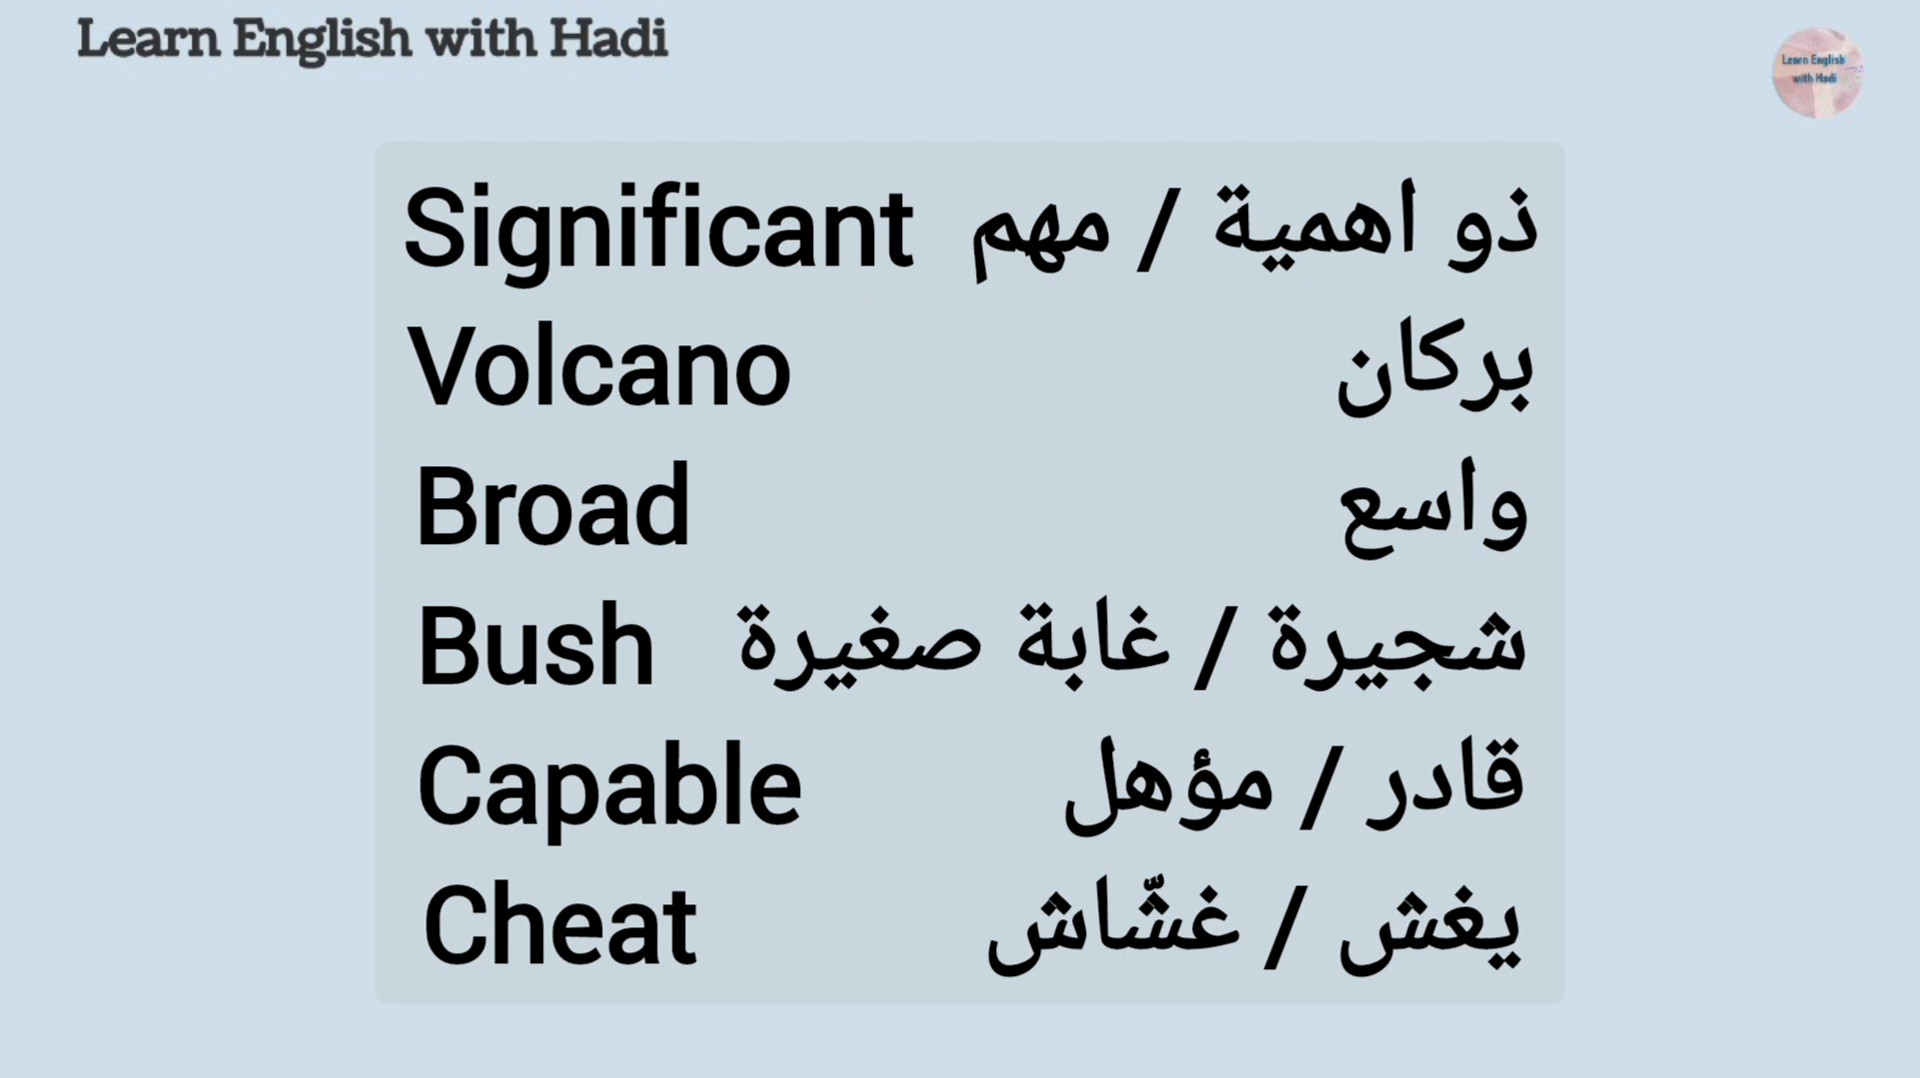 Learn English with Hadi
Learn English
with Hadi
Significant ذو اهمية / مهم
Volcano بركان
Broad واسع
Bush شجيرة / غابة صغيرة
Capable قادر / مؤهل
Cheat يغش / غشّاش